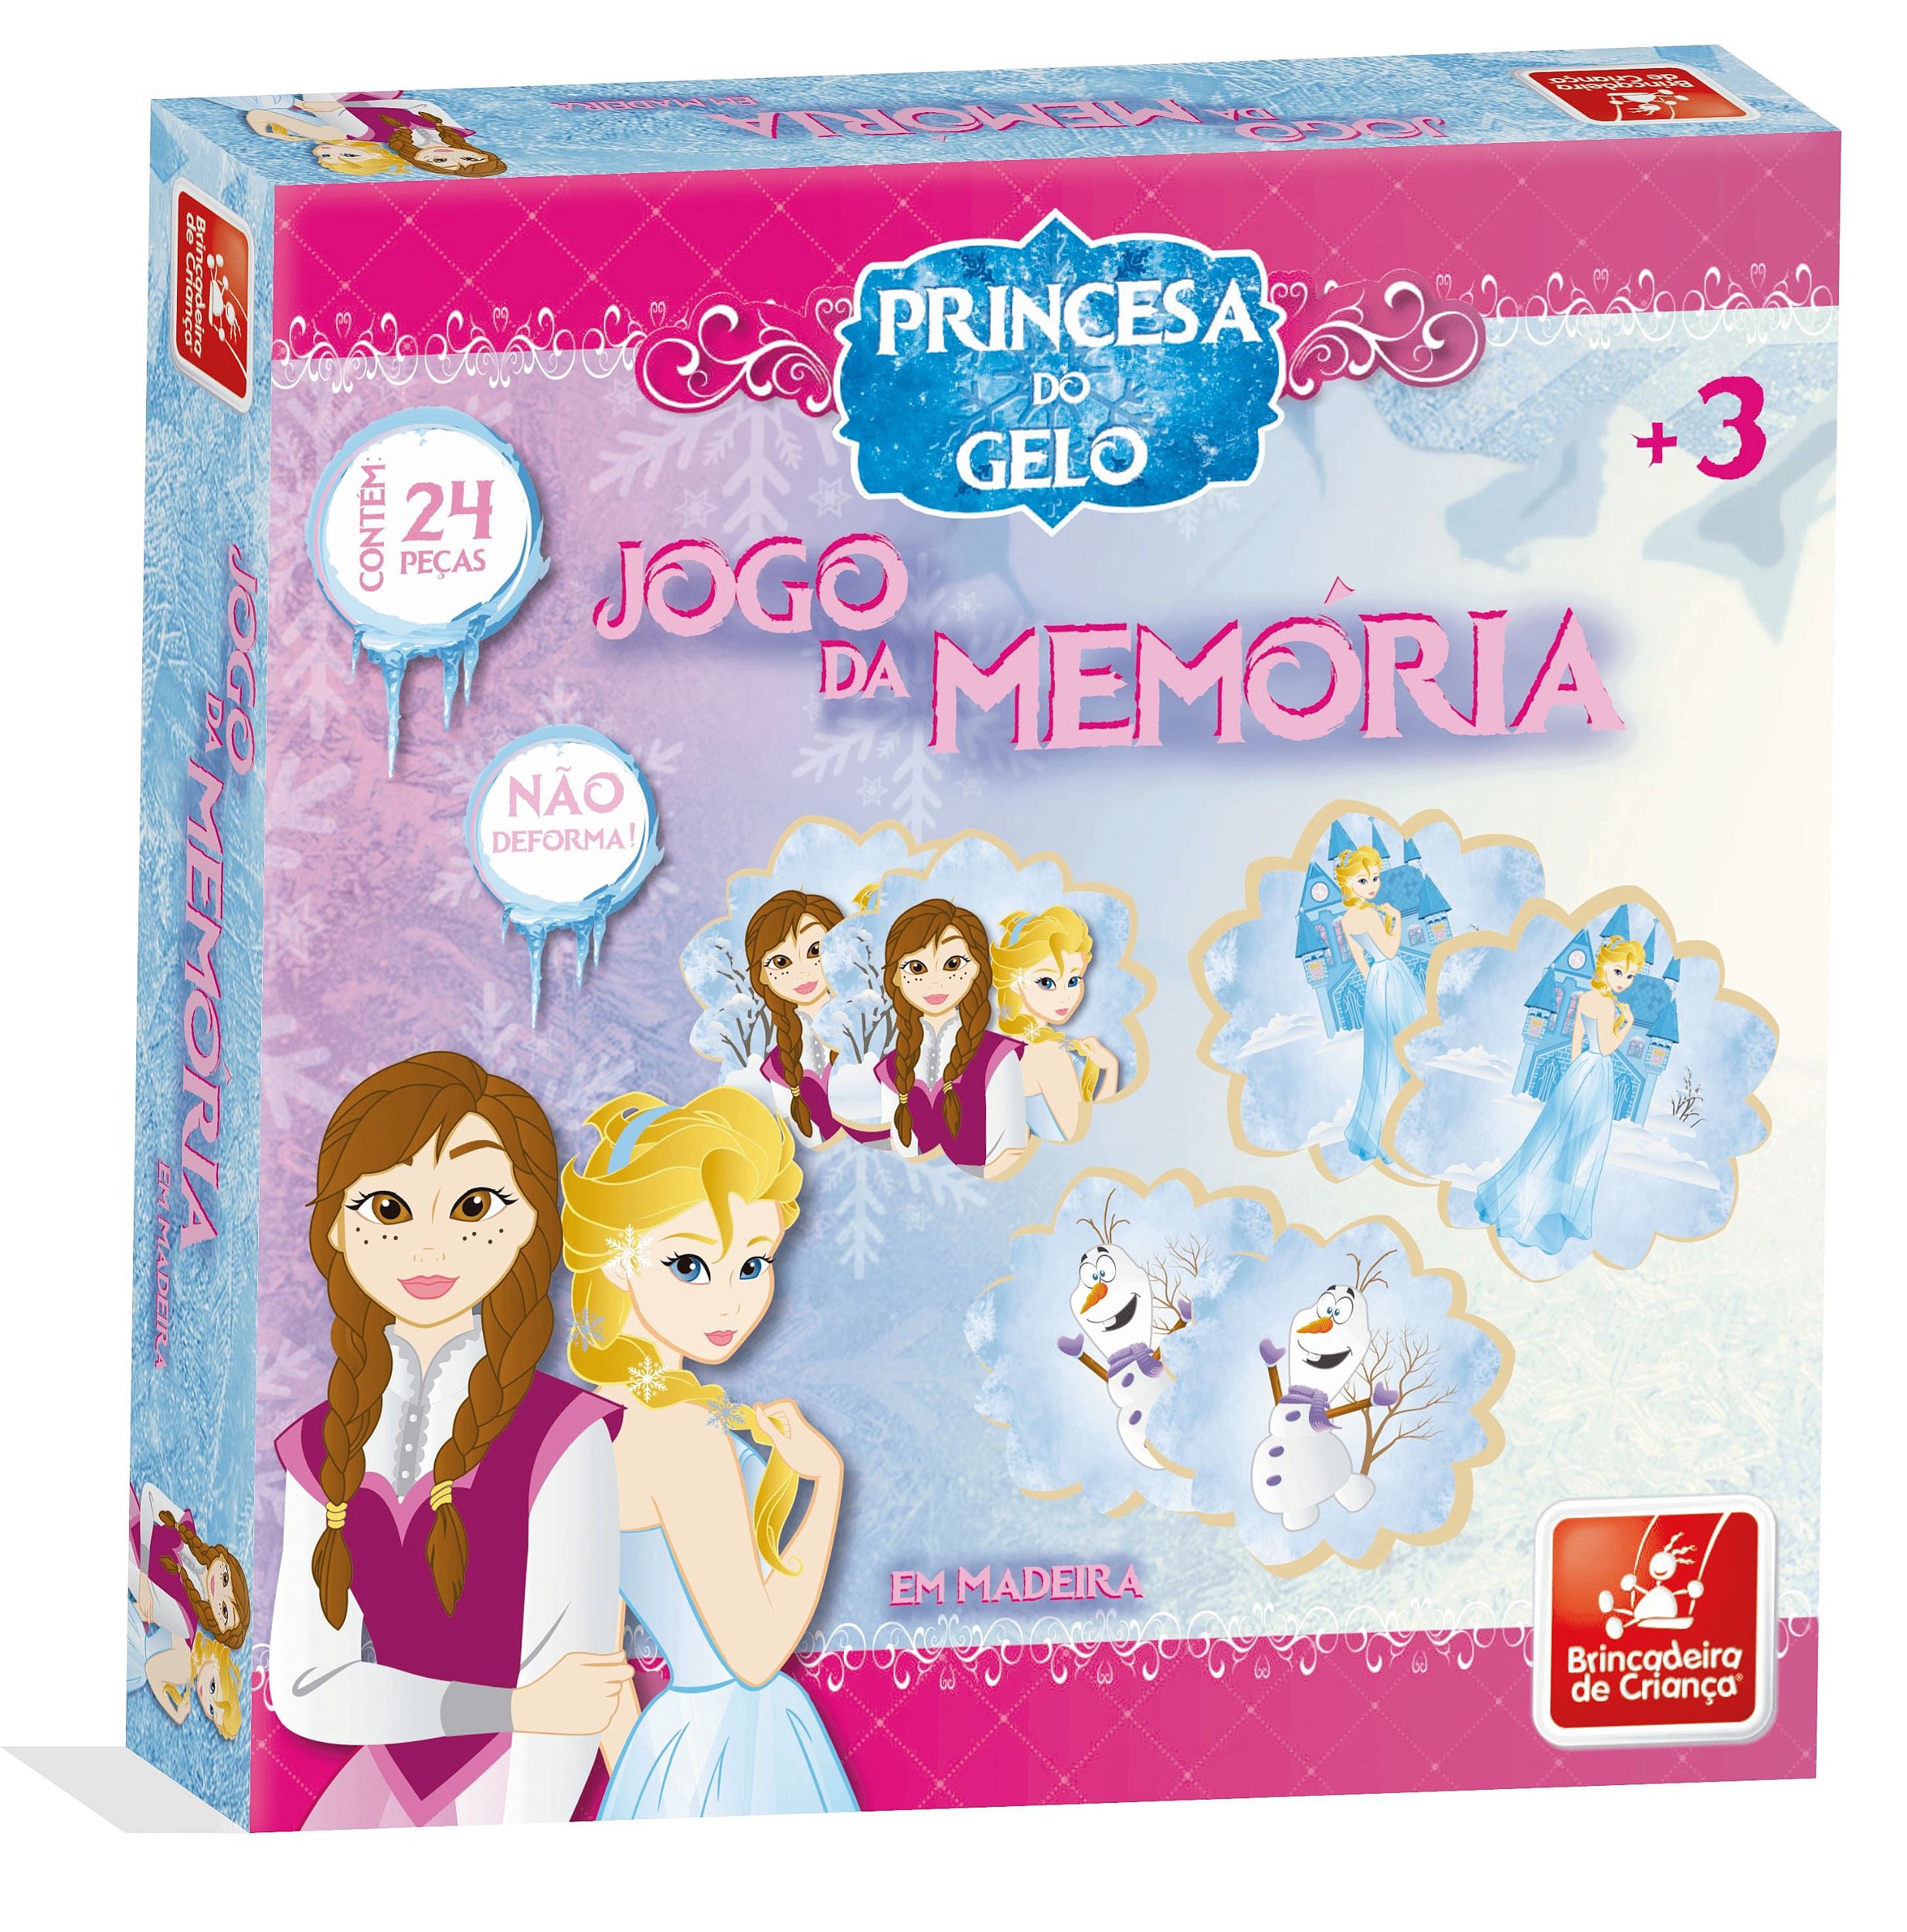 JOGO DA MEMÓRIA
EM MADEIRA
Brincadeira
de Criança
Brincadeira
de Criança
PRINCESA
DO
GELO
+3
CONTÉM:
24
PEÇAS
JOGO
DA MEMÓRIA
NÃO
DEFORMA!
JOGO
DA MEMÓRIA
EM MADEIRA
EM MADEIRA
Brincadeira
de Criança®